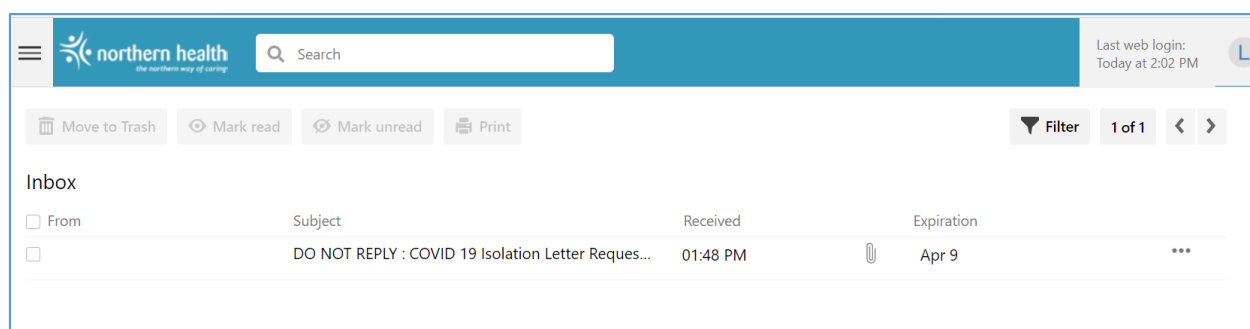 northern health
the northern way of caring
Search
Last web login:
Today at 2:02 PM
L
Move to Trash Mark read Mark unread Print
Filter 1 of 1
Inbox
From Subject Received Expiration
DO NOT REPLY : COVID 19 Isolation Letter Reques... 01:48 PM Apr 9